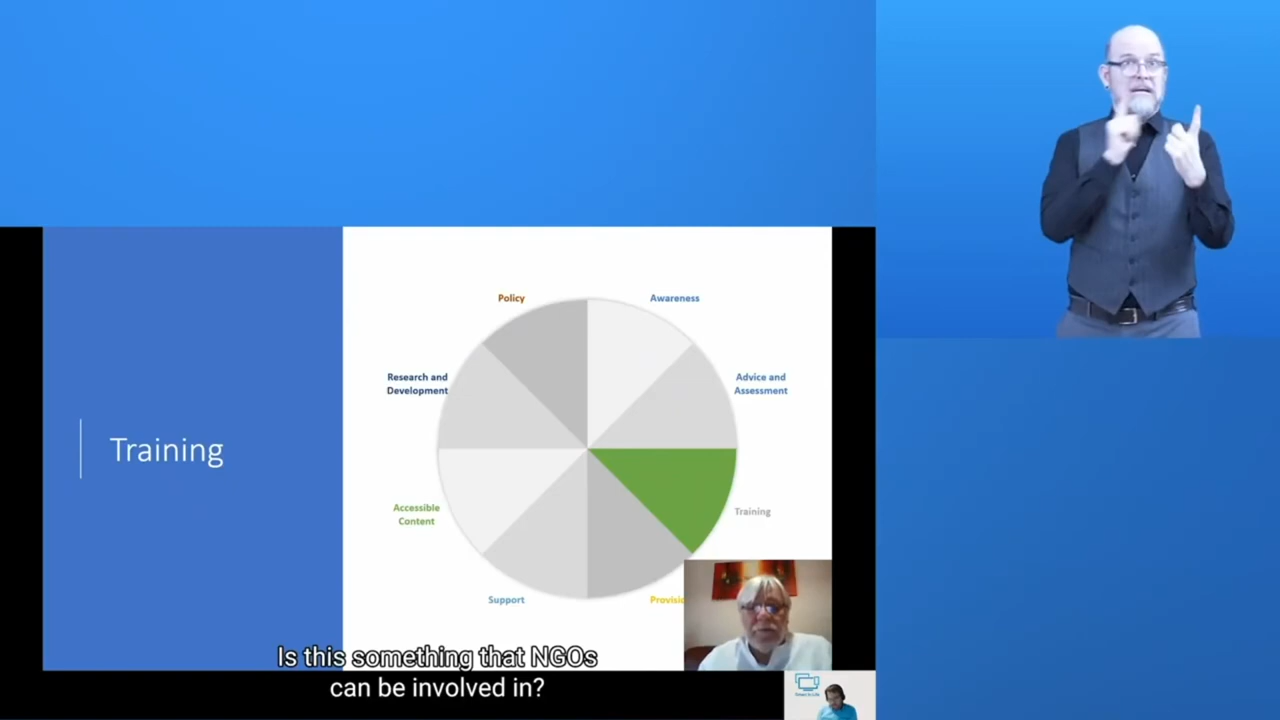 Training
Policy
Awareness
Research and
Development
Advice and
Assessment
Accessible
Content
Training
Support
Is this something that NGOs
can be involved in?